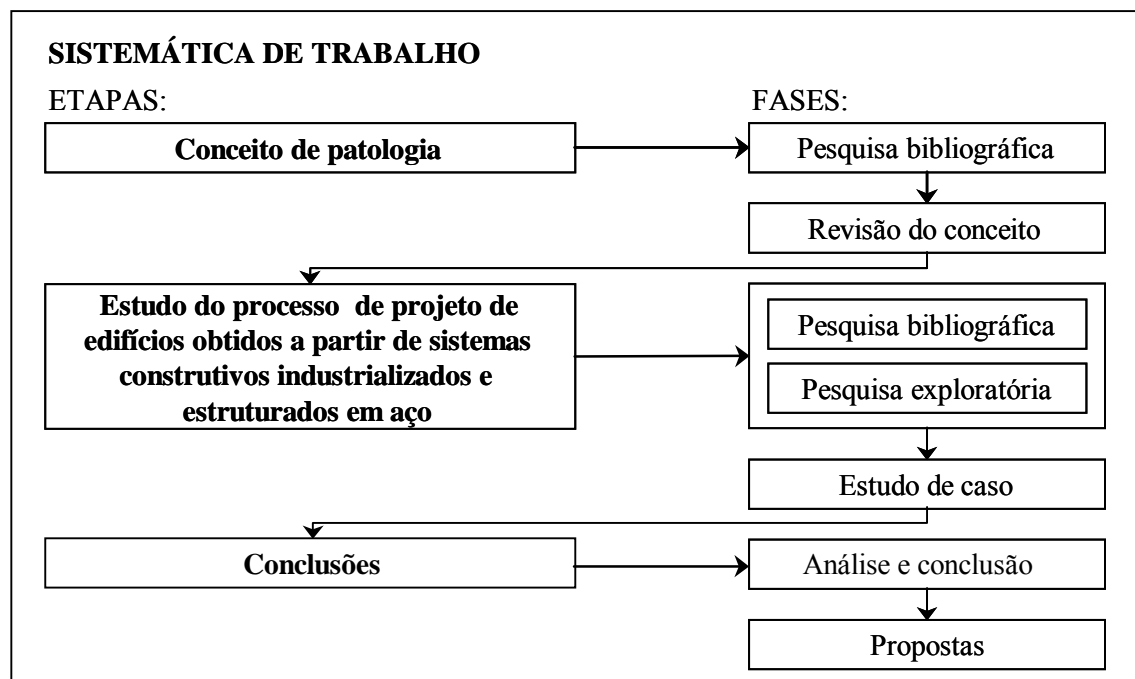 SISTEMÁTICA DE TRABALHO
ETAPAS:
FASES:
Conceito de patologia
Pesquisa bibliográfica
Revisão do conceito
Estudo do processo de projeto de
edifícios obtidos a partir de sistemas
construtivos industrializados e
estruturados em aço
Pesquisa bibliográfica
Pesquisa exploratória
Estudo de caso
Conclusões
Análise e conclusão
Propostas